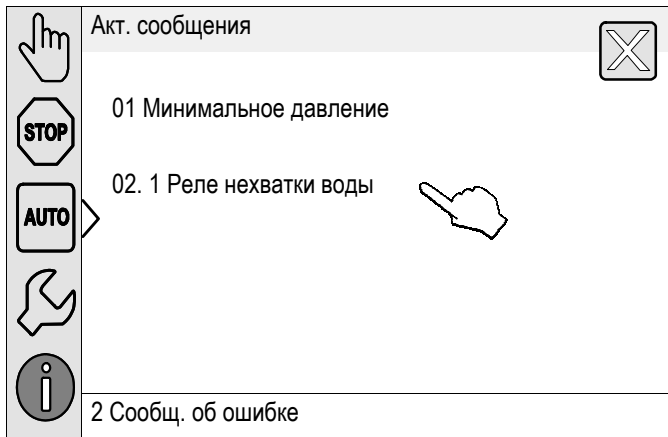 Акт. сообщения
01 Минимальное давление
STOP
02. 1 Реле нехватки воды
AUTO
2 Сообщ. об ошибке